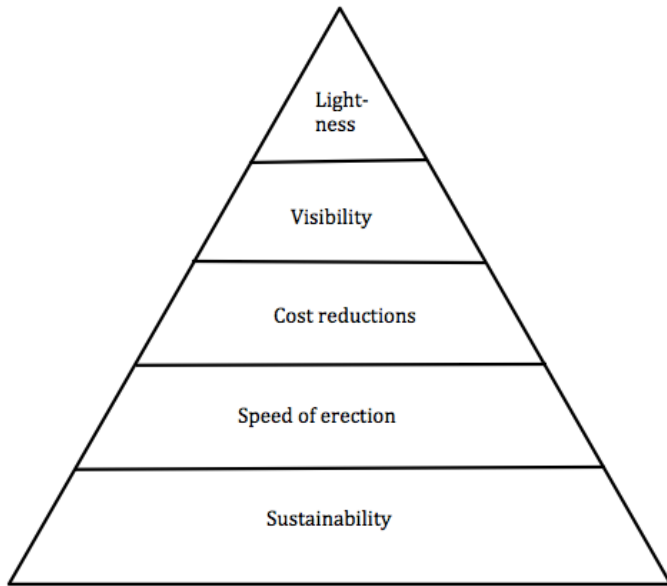 Light-
ness
Visibility
Cost reductions
Speed of erection
Sustainability